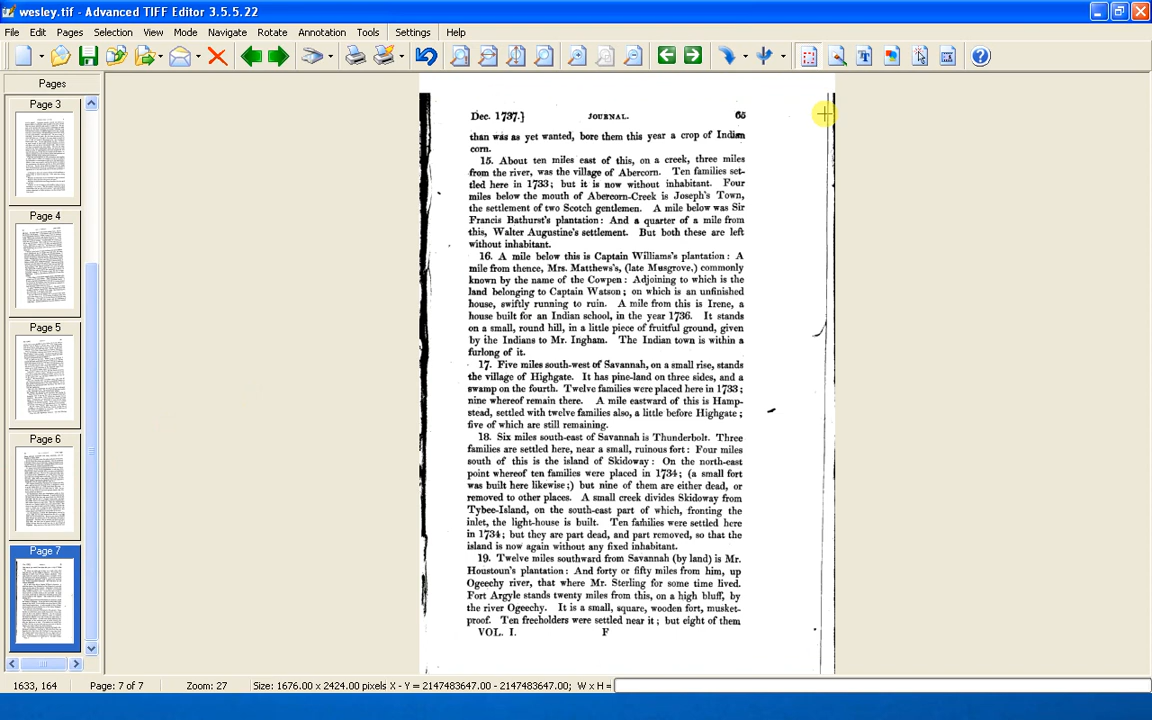 wesley.tif - Advanced TIFF Editor 3.5.5.22
File Edit Pages Selection View Mode Navigate Rotate Annotation Tools Settings Help
Pages
Page 3
Page 4
Page 5
Page 6
Page 7
Dec. 1737.] JOURNAL. 65
than was as yet wanted, bore them this year a crop of Indian
corn.
15. About ten miles east of this, on a creek, three miles
from the river, was the village of Abercorn. Ten families set-
tled here in 1733; but it is now without inhabitant. Four
miles below the mouth of Abercorn-Creek is Joseph's Town,
the settlement of two Scotch gentlemen. A mile below was Sir
Francis Bathurst's plantation: And a quarter of a mile from
this, Walter Augustine's settlement. But both these are left
without inhabitant.
16. A mile below this is Captain Williams's plantation: A
mile from thence, Mrs. Matthews's, (late Musgrove,) commonly
known by the name of the Cowpen: Adjoining to which is the
land belonging to Captain Watson; on which is an unfinished
house, swiftly running to ruin. A mile from this is Irene, a
house built for an Indian school, in the year 1736. It stands
on a small, round hill, in a little piece of fruitful ground, given
by the Indians to Mr. Ingham. The Indian town is within a
furlong of it.
17. Five miles south-west of Savannah, on a small rise, stands
the village of Highgate. It has pine-land on three sides, and a
swamp on the fourth. Twelve families were placed here in 1733;
nine whereof remain there. A mile eastward of this is Hamp-
stead, settled with twelve families also, a little before Highgate;
five of which are still remaining.
18. Six miles south-east of Savannah is Thunderbolt. Three
families are settled here, near a small, ruinous fort: Four miles
south of this is the island of Skidoway: On the north-east
point whereof ten families were placed in 1734; (a small fort
was built here likewise;) but nine of them are either dead, or
removed to other places. A small creek divides Skidoway from
Tybee-Island, on the south-east part of which, fronting the
inlet, the light-house is built. Ten families were settled here
in 1734; but they are part dead, and part removed, so that the
island is now again without any fixed inhabitant.
19. Twelve miles southward from Savannah (by land) is Mr.
Houstoun's plantation: And forty or fifty miles from him, up
Ogeechy river, that where Mr. Sterling for some time lived.
Fort Argyle stands twenty miles from this, on a high bluff, by
the river Ogeechy. It is a small, square, wooden fort, musket-
proof. Ten freeholders were settled near it; but eight of them
VOL. I. F
1633, 164 Page: 7 of 7 Zoom: 27 Size: 1676.00 x 2424.00 pixels X - Y = 2147483647.00 - 2147483647.00; W x H =